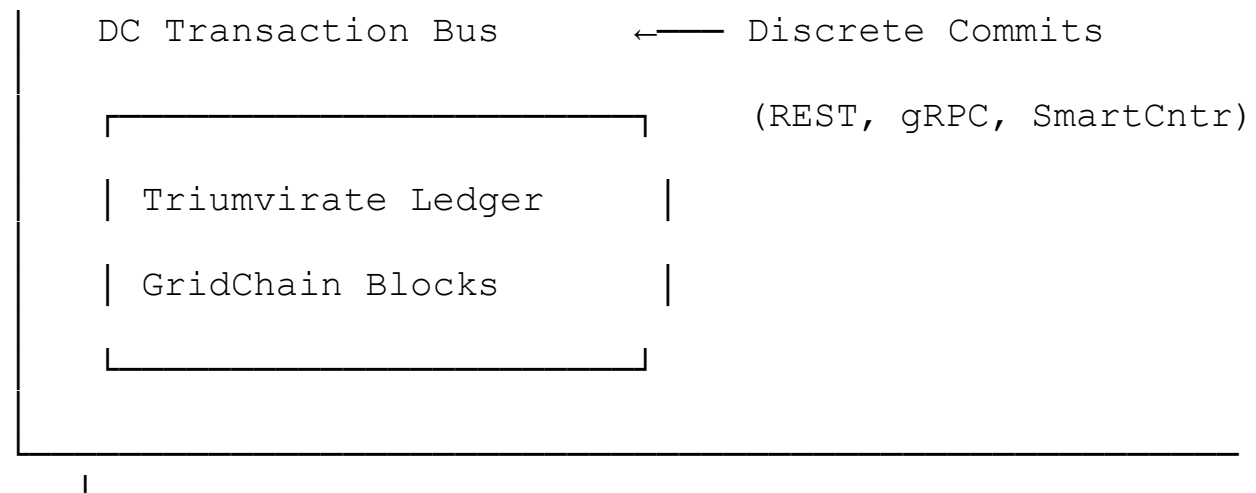 DC Transaction Bus ← Discrete Commits
(REST, gRPC, SmartCntr)
Triumvirate Ledger
GridChain Blocks